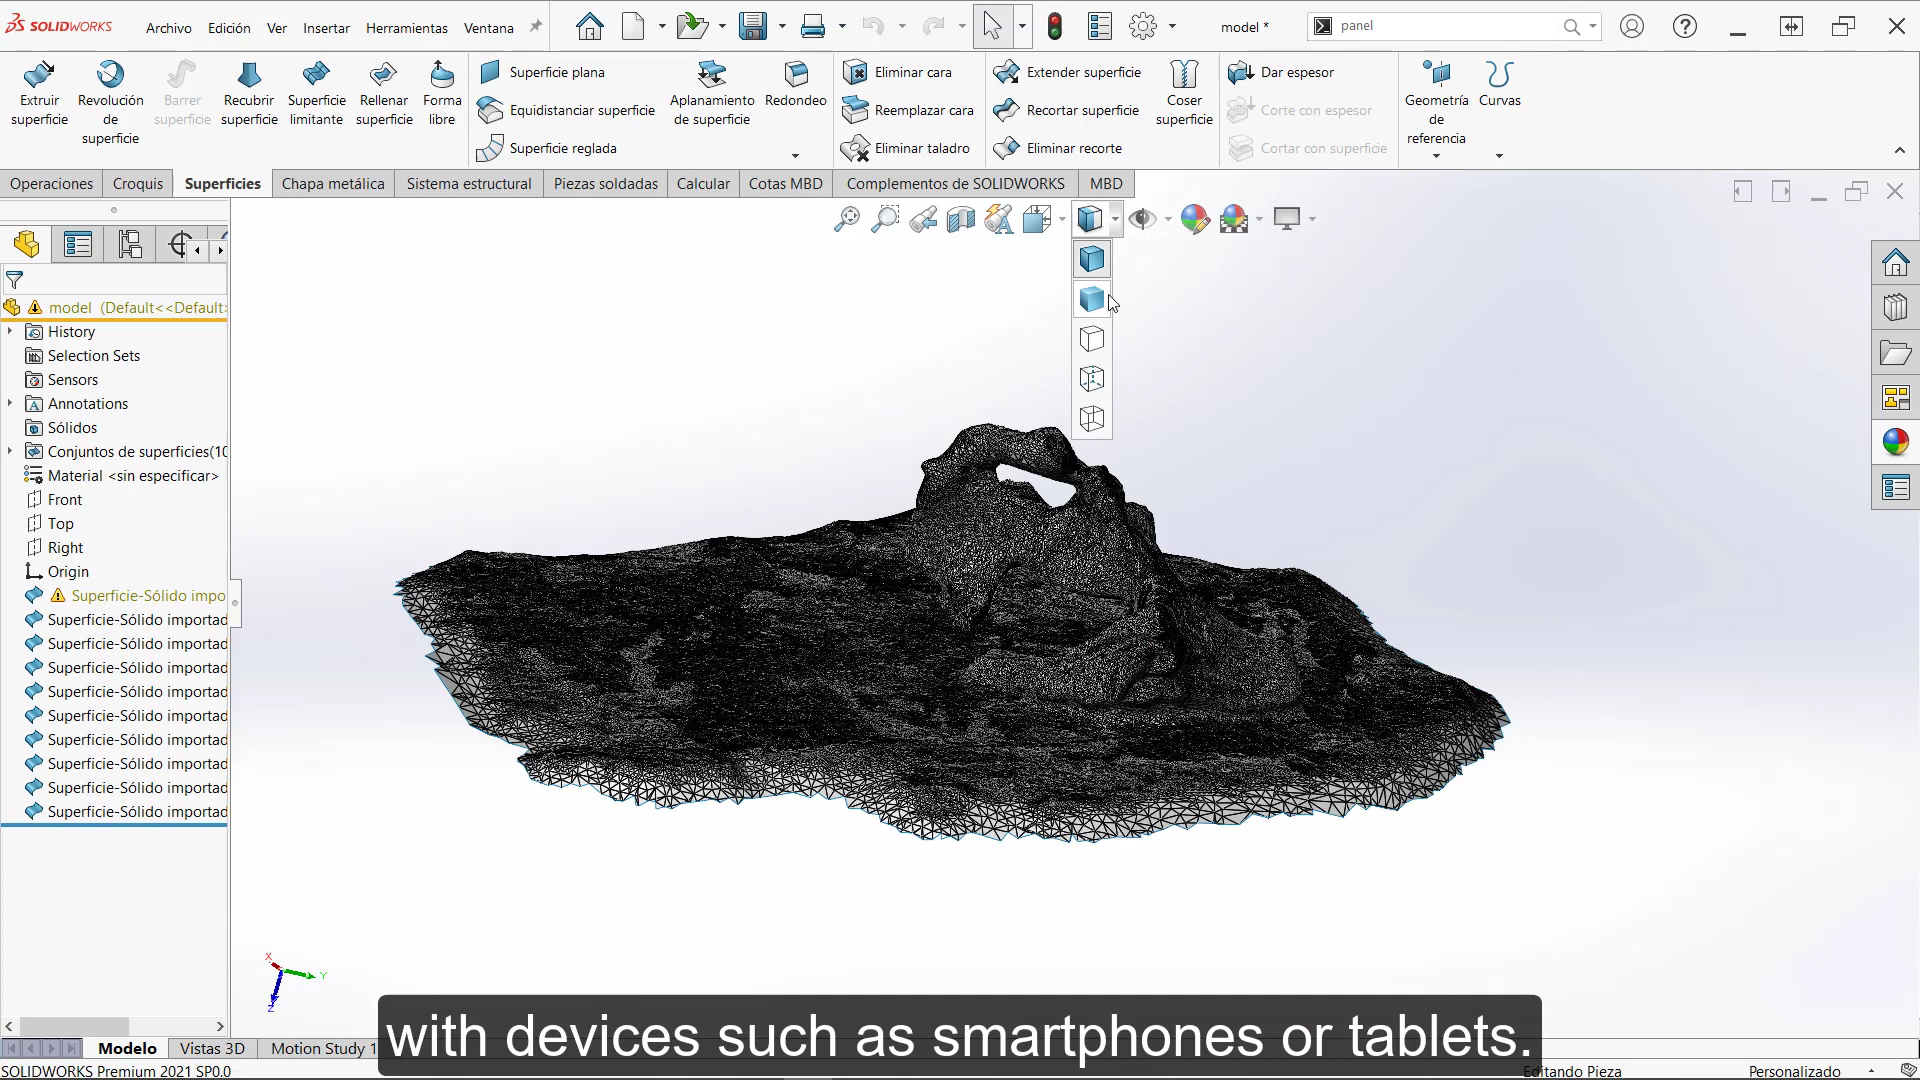 SOLIDWORKS
Archivo
Edición
Ver
Insertar
Herramientas
Ventana
model *
panel
Extruir
superficie
Revolución
de
superficie
Barrer
superficie
Recubrir
superficie
Superficie
limitante
Rellenar
superficie
Forma
libre
Superficie plana
Equidistanciar superficie
Superficie reglada
Aplanamiento
de superficie
Redondeo
Eliminar cara
Reemplazar cara
Eliminar taladro
Extender superficie
Recortar superficie
Eliminar recorte
Coser
superficie
Dar espesor
Corte con espesor
Cortar con superficie
Geometría
de
referencia
Curvas
Operaciones
Croquis
Superficies
Chapa metálica
Sistema estructural
Piezas soldadas
Calcular
Cotas MBD
Complementos de SOLIDWORKS
MBD
model (Default<<Default>
History
Selection Sets
Sensors
Annotations
Sólidos
Conjuntos de superficies(10
Material <sin especificar>
Front
Top
Right
Origin
Superficie-Sólido impo
Superficie-Sólido importad
Superficie-Sólido importad
Superficie-Sólido importad
Superficie-Sólido importad
Superficie-Sólido importad
Superficie-Sólido importad
Superficie-Sólido importad
Superficie-Sólido importad
Superficie-Sólido importad
X
Y
Z
with devices such as smartphones or tablets.
Modelo
Vistas 3D
Motion Study 1
SOLIDWORKS Premium 2021 SP0.0
Editando Pieza
Personalizado